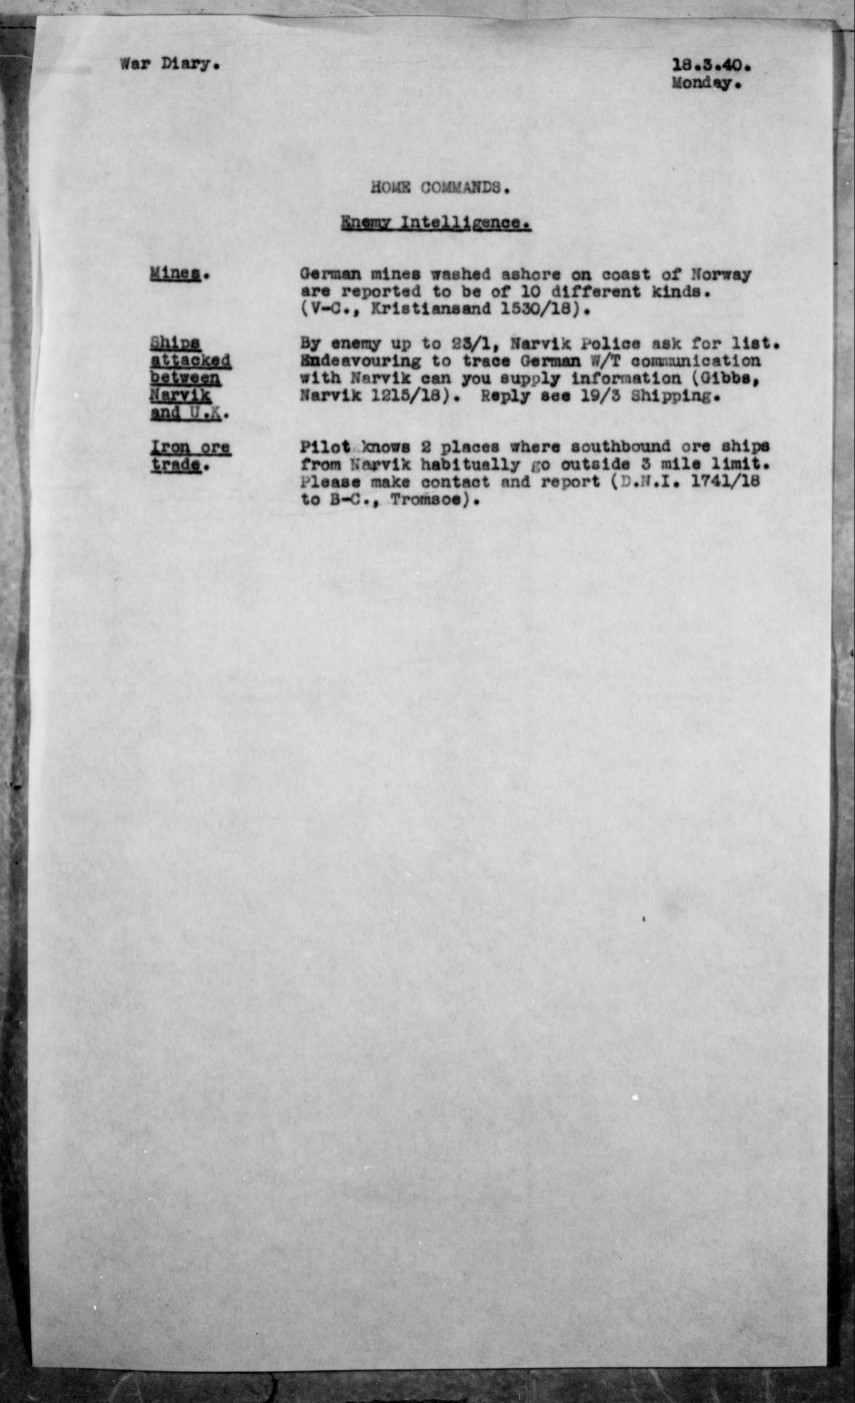 War Diary.
18.3.40.
Monday.
HOME COMMANDS.
Enemy Intelligence.
Mines.
German mines washed ashore on coast of Norway
are reported to be of 10 different kinds.
(V-C., Kristiansand 1530/18).
Ships
attacked
between
Narvik
and U.K.
By enemy up to 23/1, Narvik Police ask for list.
Endeavouring to trace German W/T communication
with Narvik can you supply information (Gibbs,
Narvik 1215/18). Reply see 19/3 Shipping.
Iron ore
trade.
Pilot knows 2 places where southbound ore ships
from Narvik habitually go outside 3 mile limit.
Please make contact and report (D.N.I. 1741/18
to B-C., Tromsoe).